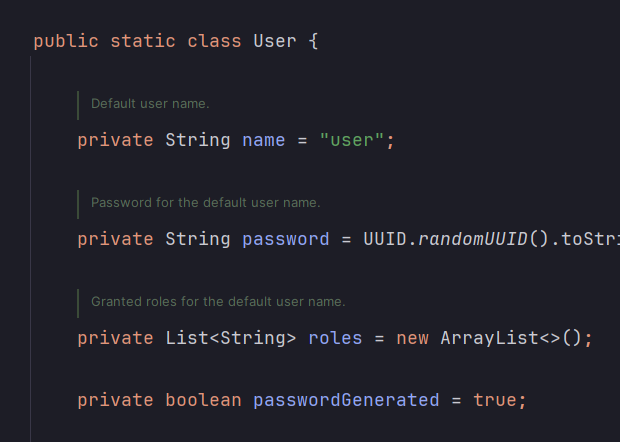 public static class User {
Default user name.
private String name = "user";
Password for the default user name.
private String password = UUID.randomUUID().toStri
Granted roles for the default user name.
private List<String> roles = new ArrayList<>();
private boolean passwordGenerated = true;